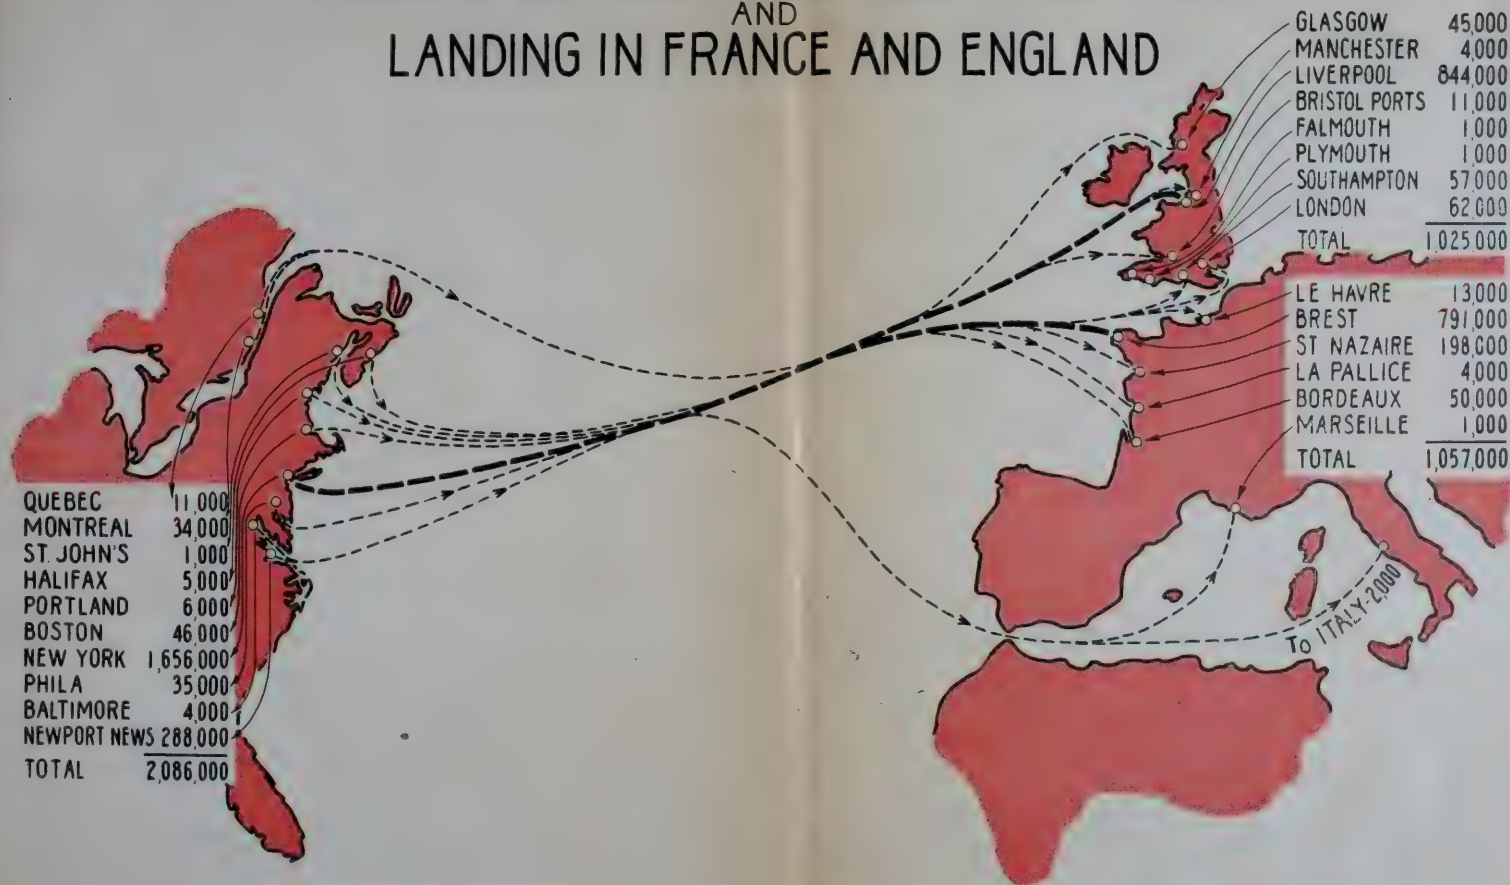 AND
LANDING IN FRANCE AND ENGLAND
GLASGOW 45,000
MANCHESTER 4,000
LIVERPOOL 844,000
BRISTOL PORTS 11,000
FALMOUTH 1,000
PLYMOUTH 1,000
SOUTHAMPTON 57,000
LONDON 62,000
TOTAL 1,025,000
LE HAVRE 13,000
BREST 791,000
ST NAZAIRE 198,000
LA PALLICE 4,000
BORDEAUX 50,000
MARSEILLE 1,000
TOTAL 1,057,000
QUEBEC 11,000
MONTREAL 34,000
ST. JOHN'S 1,000
HALIFAX 5,000
PORTLAND 6,000
BOSTON 46,000
NEW YORK 1,656,000
PHILA 35,000
BALTIMORE 4,000
NEWPORT NEWS 288,000
TOTAL 2,086,000
To ITALY-2,000